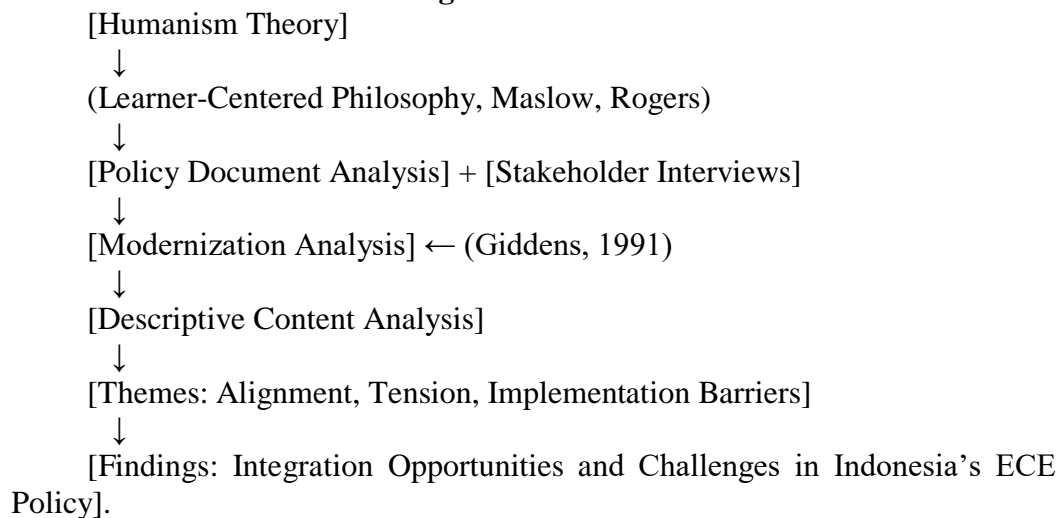 [Humanism Theory]
↓
(Learner-Centered Philosophy, Maslow, Rogers)
↓
[Policy Document Analysis] + [Stakeholder Interviews]
↓
[Modernization Analysis] ← (Giddens, 1991)
↓
[Descriptive Content Analysis]
↓
[Themes: Alignment, Tension, Implementation Barriers]
↓
[Findings: Integration Opportunities and Challenges in Indonesia’s ECE
Policy].